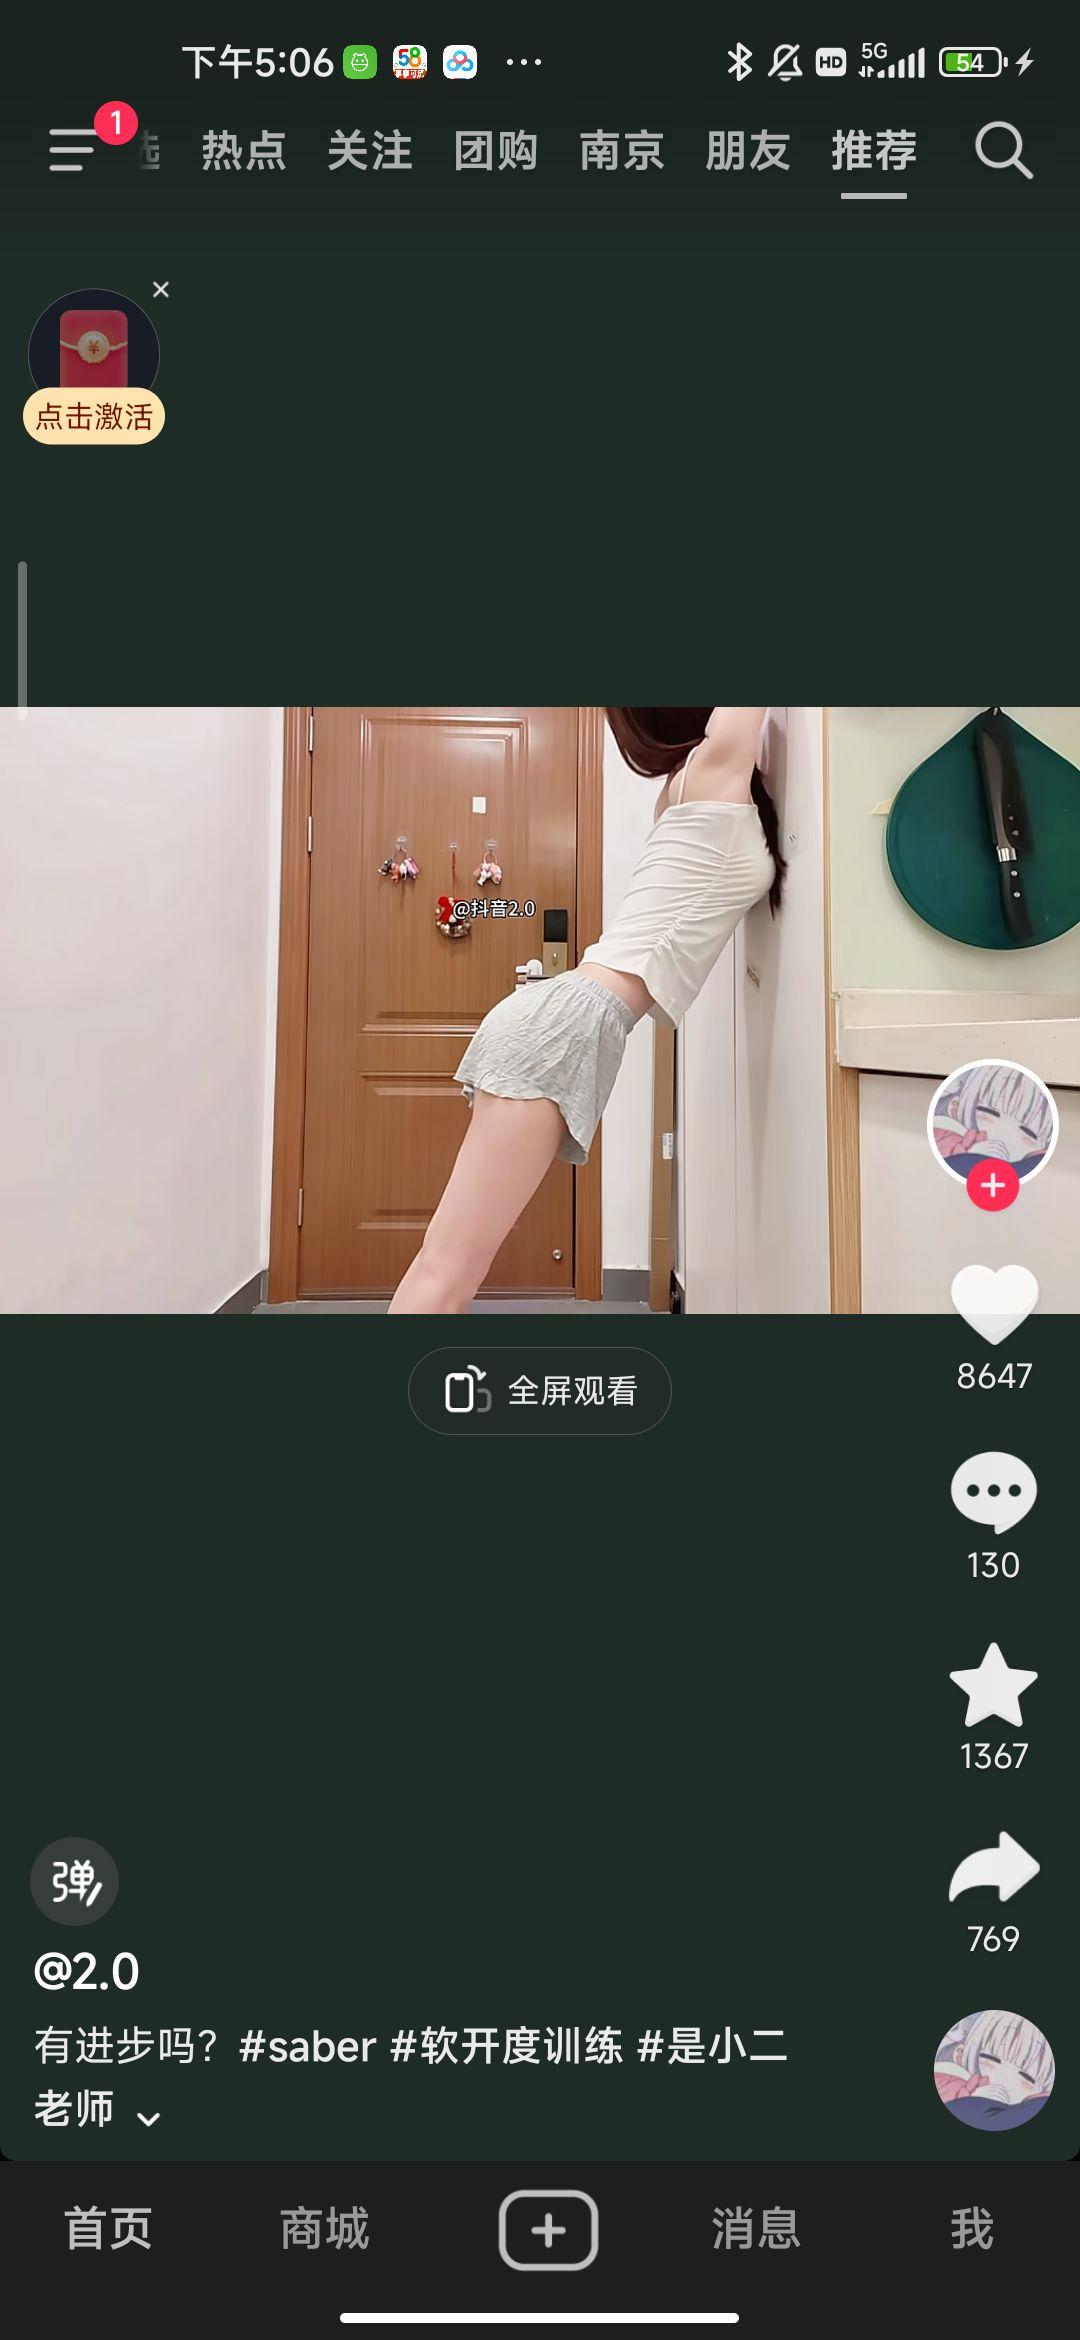 下午5:06 58 ... HD 5G 54
1
热点 关注 团购 南京 朋友 推荐
点击激活
@抖音2.0
全屏观看
8647
130
1367
769
弹
@2.0
有进步吗？#saber #软开度训练 #是小二
老师
首页 商城 消息 我